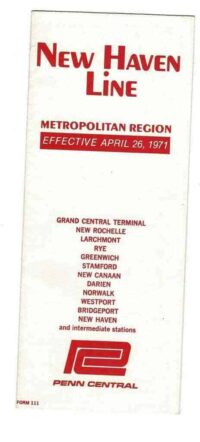 NEW HAVEN
LINE
METROPOLITAN REGION
EFFECTIVE APRIL 26, 1971
GRAND CENTRAL TERMINAL
NEW ROCHELLE
LARCHMONT
RYE
GREENWICH
STAMFORD
NEW CANAAN
DARIEN
NORWALK
WESTPORT
BRIDGEPORT
NEW HAVEN
and intermediate stations
PENN CENTRAL
FORM 111